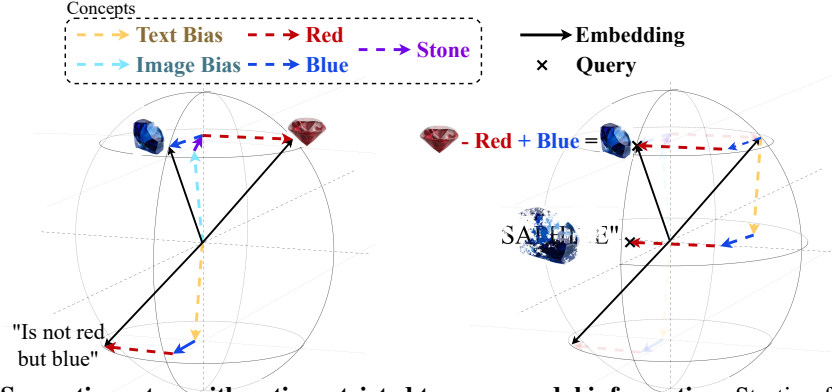 Concepts
Text Bias
Red
Image Bias
Blue
Stone
Embedding
Query
- Red + Blue =
"Is not red
but blue"